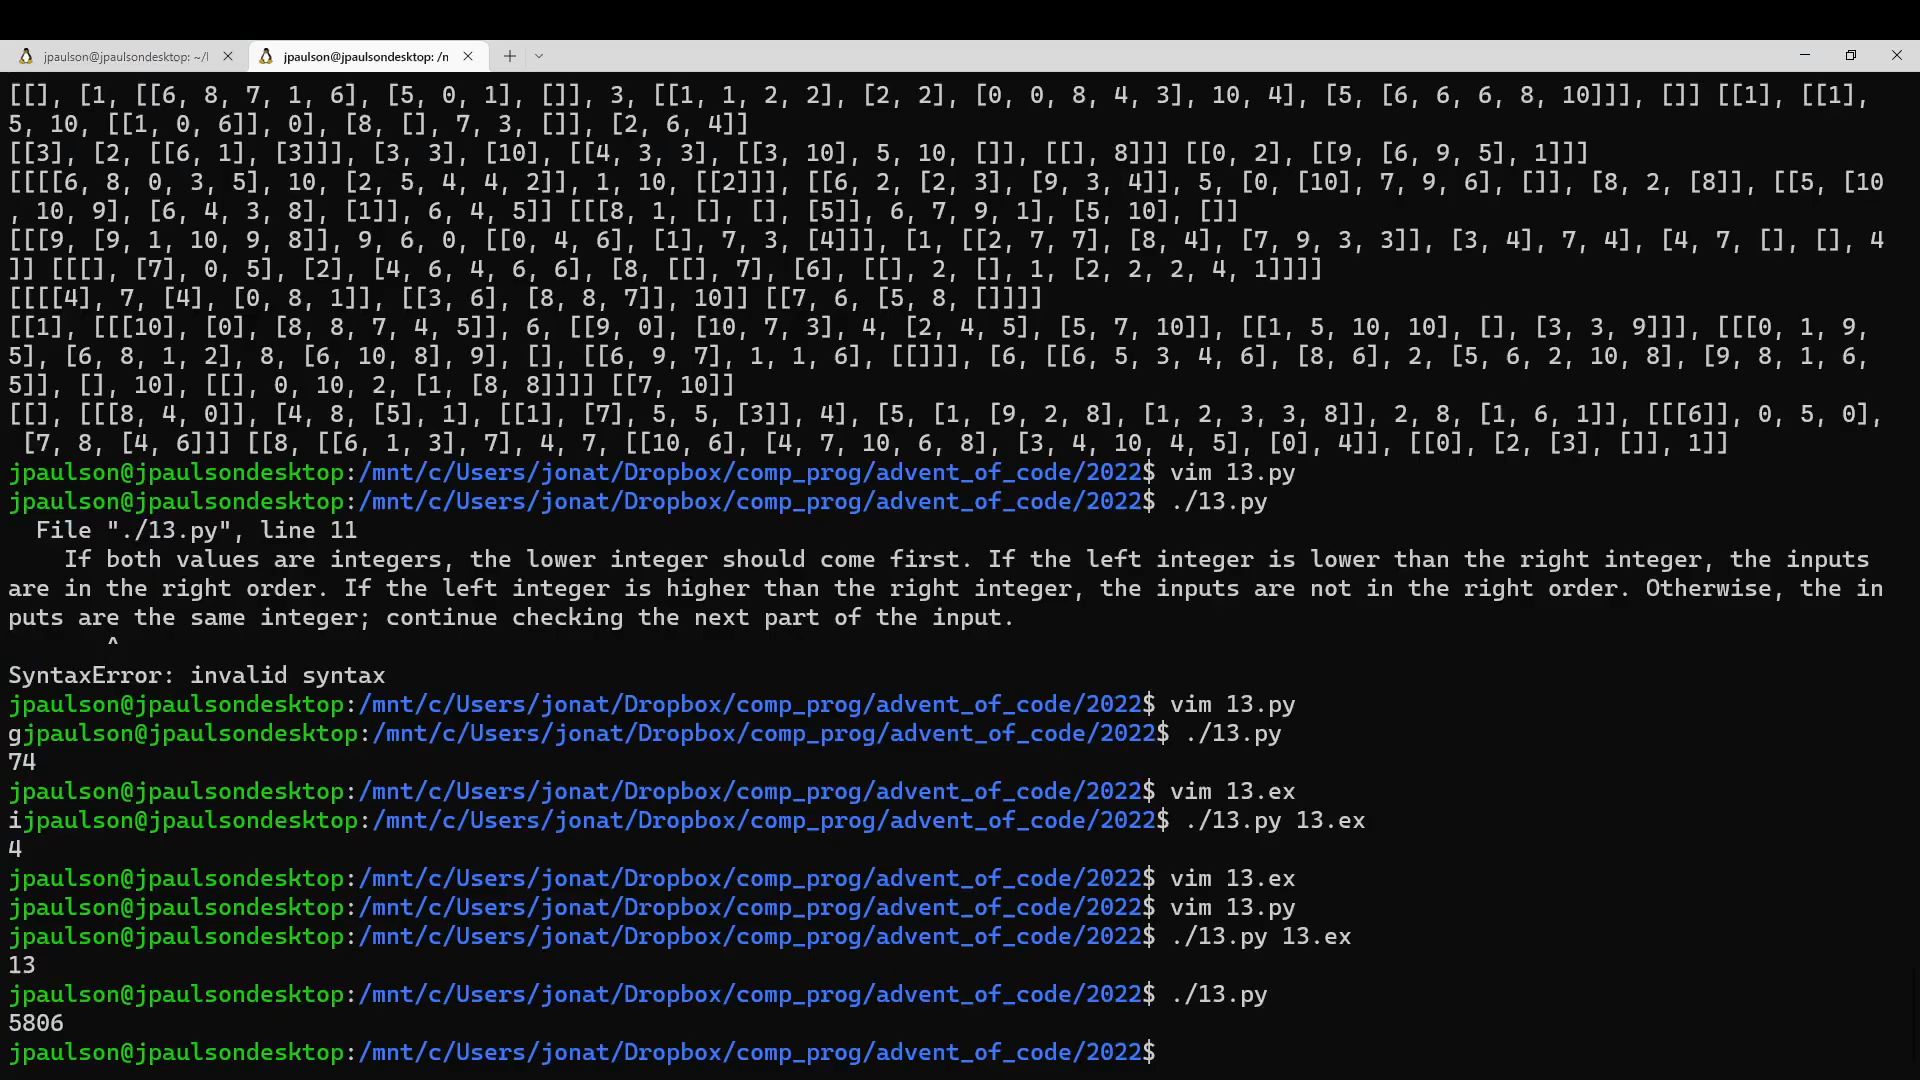 jpaulson@jpaulsondesktop: ~/l
jpaulson@jpaulsondesktop: /n
[[], [1, [[6, 8, 7, 1, 6], [5, 0, 1], []], 3, [[1, 1, 2, 2], [2, 2], [0, 0, 8, 4, 3], 10, 4], [5, [6, 6, 6, 8, 10]]], []] [[1], [[1],
5, 10, [[1, 0, 6]], 0], [8, [], 7, 3, []], [2, 6, 4]]
[[3], [2, [[6, 1], [3]]], [3, 3], [10], [[4, 3, 3], [[3, 10], 5, 10, []], [[], 8]]] [[0, 2], [[9, [6, 9, 5], 1]]]
[[[[6, 8, 0, 3, 5], 10, [2, 5, 4, 4, 2]], 1, 10, [[2]]], [[6, 2, [2, 3], [9, 3, 4]], 5, [0, [10], 7, 9, 6], []], [8, 2, [8]], [[5, [10
, 10, 9], [6, 4, 3, 8], [1]], 6, 4, 5]] [[[8, 1, [], [], [5]], 6, 7, 9, 1], [5, 10], []]
[[[9, [9, 1, 10, 9, 8]], 9, 6, 0, [[0, 4, 6], [1], 7, 3, [4]]], [1, [[2, 7, 7], [8, 4], [7, 9, 3, 3]], [3, 4], 7, 4], [4, 7, [], [], 4
]] [[[], [7], 0, 5], [2], [4, 6, 4, 6, 6], [8, [[], 7], [6], [[], 2, [], 1, [2, 2, 2, 4, 1]]]]
[[[[4], 7, [4], [0, 8, 1]], [[3, 6], [8, 8, 7]], 10]] [[7, 6, [5, 8, []]]]
[[1], [[[10], [0], [8, 8, 7, 4, 5]], 6, [[9, 0], [10, 7, 3], 4, [2, 4, 5], [5, 7, 10]], [[1, 5, 10, 10], [], [3, 3, 9]]], [[[0, 1, 9,
5], [6, 8, 1, 2], 8, [6, 10, 8], 9], [], [[6, 9, 7], 1, 1, 6], [[]]], [6, [[6, 5, 3, 4, 6], [8, 6], 2, [5, 6, 2, 10, 8], [9, 8, 1, 6,
5]], [], 10], [[], 0, 10, 2, [1, [8, 8]]]] [[7, 10]]
[[], [[[8, 4, 0]], [4, 8, [5], 1], [[1], [7], 5, 5, [3]], 4], [5, [1, [9, 2, 8], [1, 2, 3, 3, 8]], 2, 8, [1, 6, 1]], [[[6]], 0, 5, 0],
[7, 8, [4, 6]]] [[8, [[6, 1, 3], 7], 4, 7, [[10, 6], [4, 7, 10, 6, 8], [3, 4, 10, 4, 5], [0], 4]], [[0], [2, [3], []], 1]]
jpaulson@jpaulsondesktop:/mnt/c/Users/jonat/Dropbox/comp_prog/advent_of_code/2022$ vim 13.py
jpaulson@jpaulsondesktop:/mnt/c/Users/jonat/Dropbox/comp_prog/advent_of_code/2022$ ./13.py
File "./13.py", line 11
If both values are integers, the lower integer should come first. If the left integer is lower than the right integer, the inputs
are in the right order. If the left integer is higher than the right integer, the inputs are not in the right order. Otherwise, the in
puts are the same integer; continue checking the next part of the input.
^
SyntaxError: invalid syntax
jpaulson@jpaulsondesktop:/mnt/c/Users/jonat/Dropbox/comp_prog/advent_of_code/2022$ vim 13.py
gjpaulson@jpaulsondesktop:/mnt/c/Users/jonat/Dropbox/comp_prog/advent_of_code/2022$ ./13.py
74
jpaulson@jpaulsondesktop:/mnt/c/Users/jonat/Dropbox/comp_prog/advent_of_code/2022$ vim 13.ex
ijpaulson@jpaulsondesktop:/mnt/c/Users/jonat/Dropbox/comp_prog/advent_of_code/2022$ ./13.py 13.ex
4
jpaulson@jpaulsondesktop:/mnt/c/Users/jonat/Dropbox/comp_prog/advent_of_code/2022$ vim 13.ex
jpaulson@jpaulsondesktop:/mnt/c/Users/jonat/Dropbox/comp_prog/advent_of_code/2022$ vim 13.py
jpaulson@jpaulsondesktop:/mnt/c/Users/jonat/Dropbox/comp_prog/advent_of_code/2022$ ./13.py 13.ex
13
jpaulson@jpaulsondesktop:/mnt/c/Users/jonat/Dropbox/comp_prog/advent_of_code/2022$ ./13.py
5806
jpaulson@jpaulsondesktop:/mnt/c/Users/jonat/Dropbox/comp_prog/advent_of_code/2022$